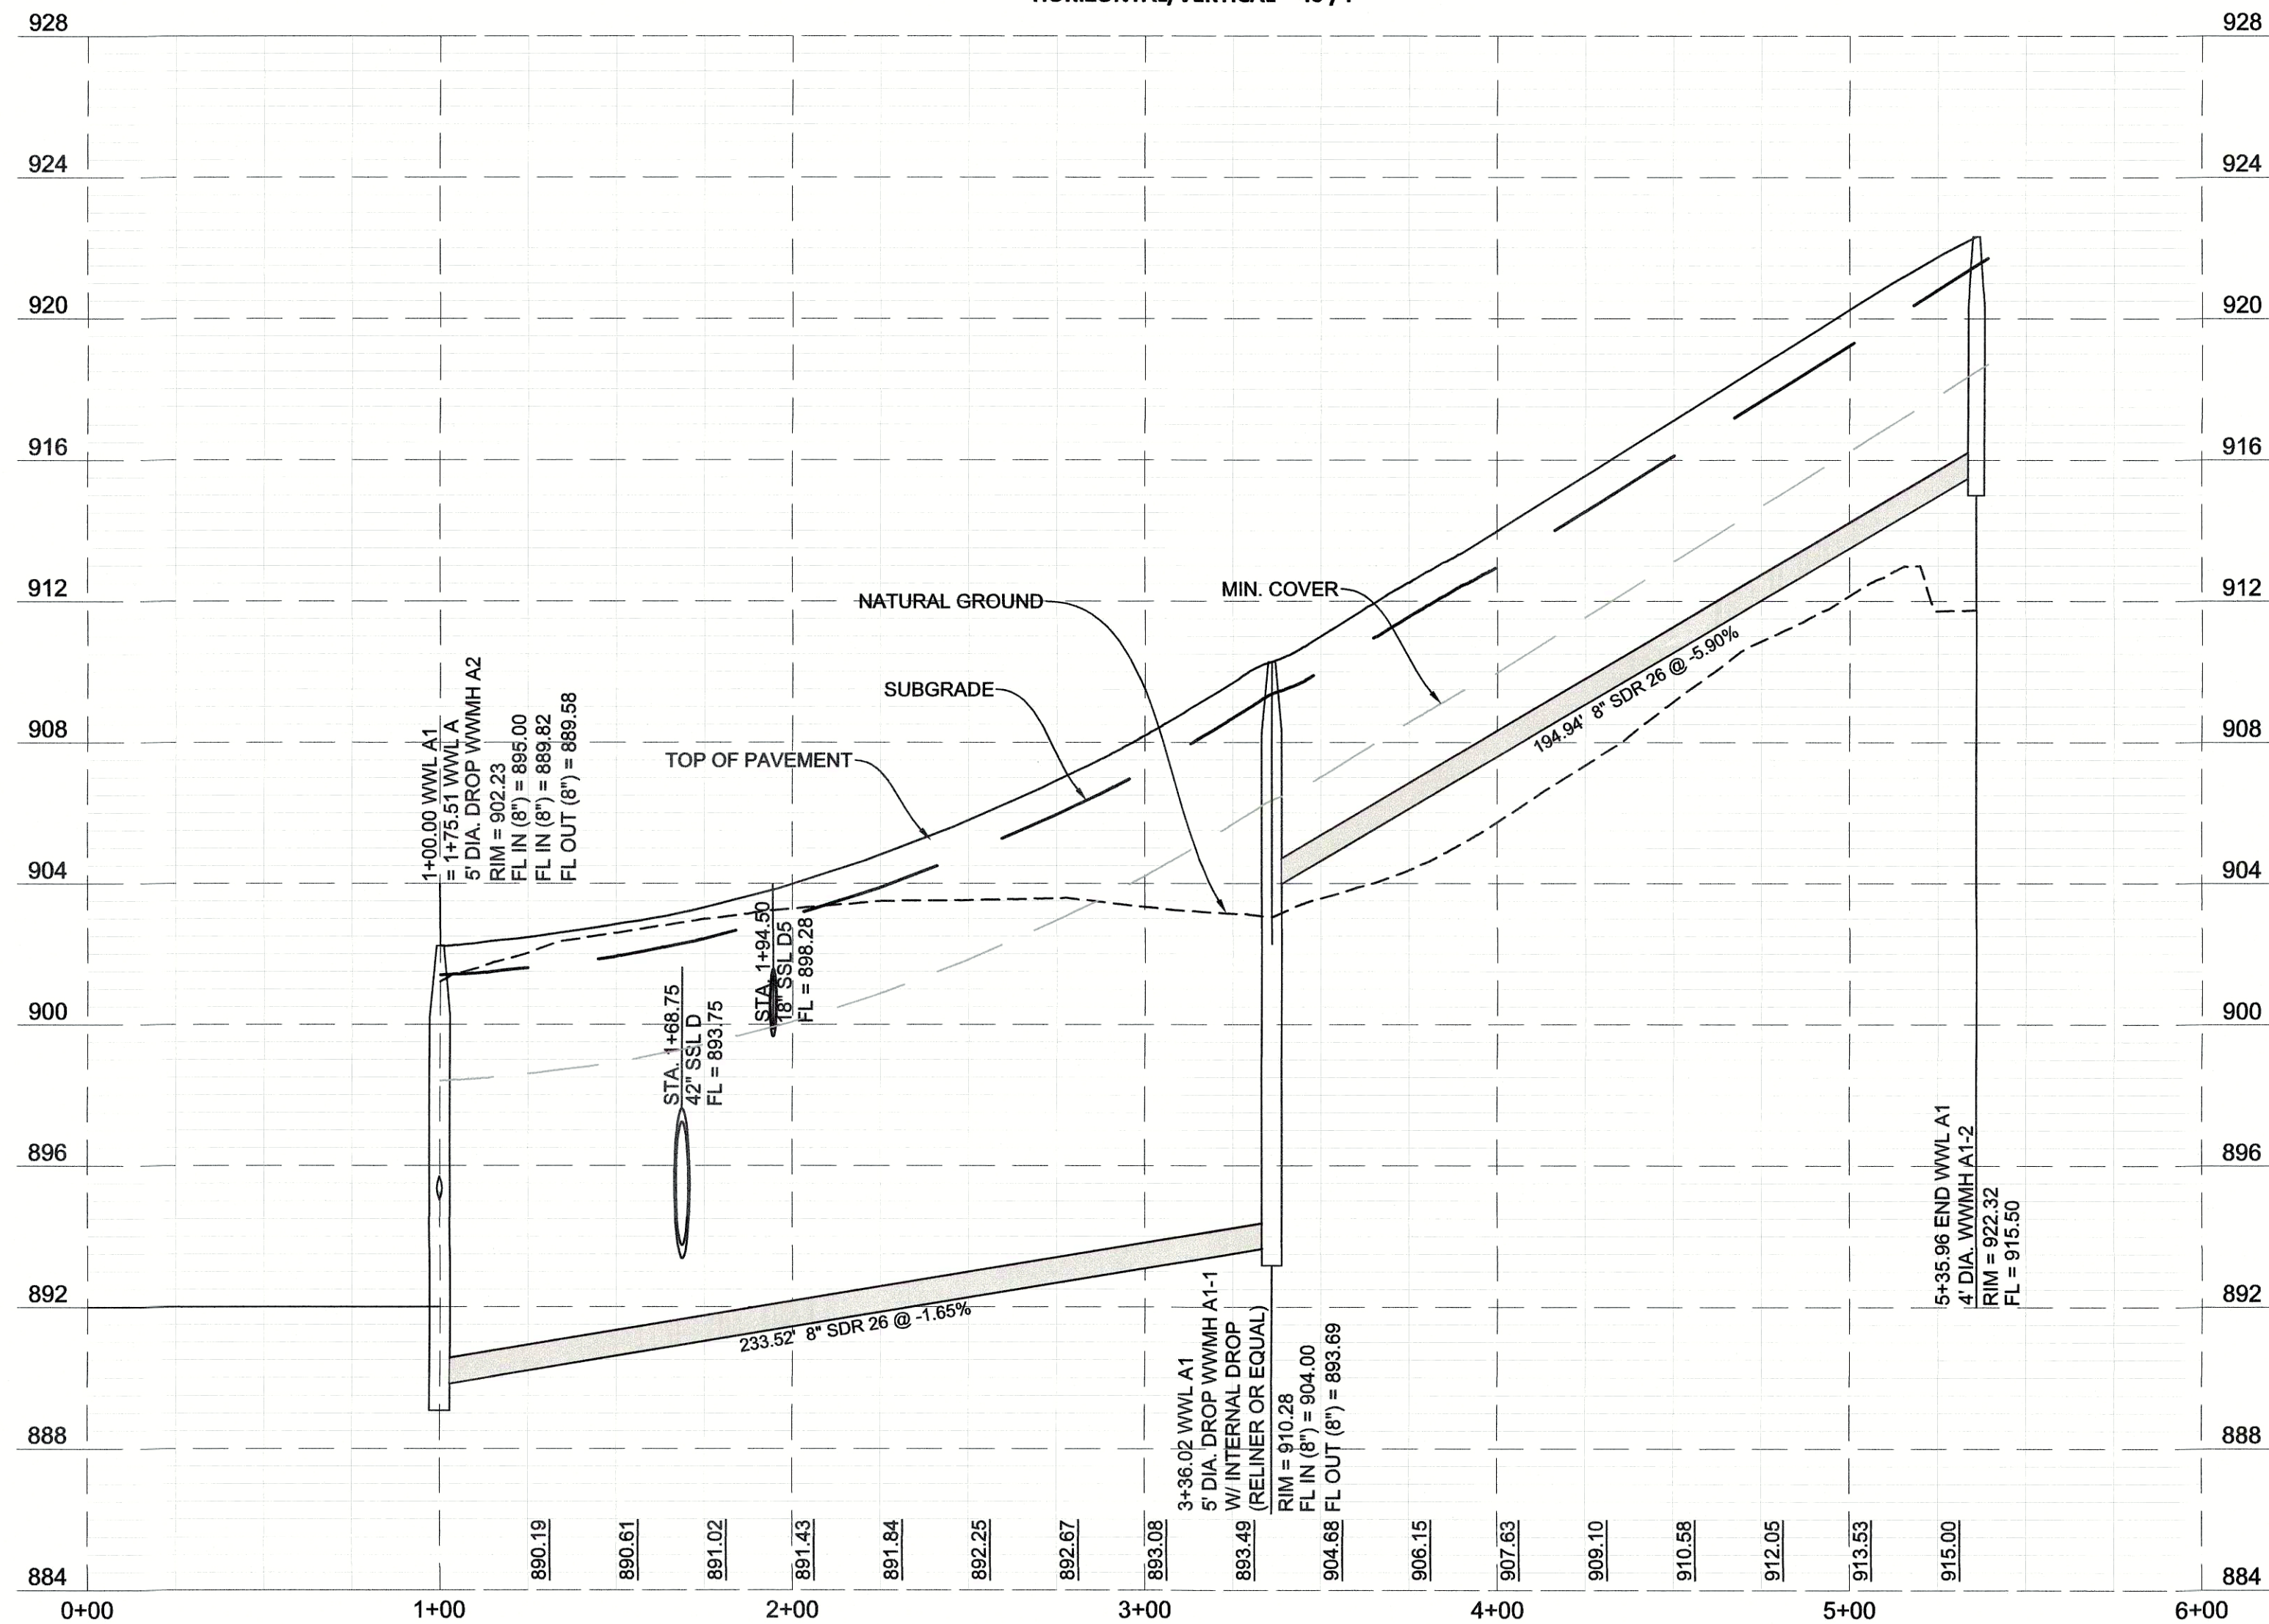 928
928
924
924
920
920
916
916
912
912
908
908
904
904
900
900
896
896
892
892
888
888
884
884
NATURAL GROUND
MIN. COVER
SUBGRADE
TOP OF PAVEMENT
1+00.00 WWL A1
= 1+75.51 WWL A
5' DIA. DROP WWMH A2
RIM = 902.23
FL IN (8") = 895.00
FL IN (8") = 889.82
FL OUT (8") = 889.58
STA. 1+68.75
42" SSL D
FL = 893.75
STA. 1+94.50
18" SSL D5
FL = 898.28
233.52' 8" SDR 26 @ -1.65%
194.94' 8" SDR 26 @ -5.90%
3+36.02 WWL A1
5' DIA. DROP WWMH A1-1
W/ INTERNAL DROP
(RELINER OR EQUAL)
RIM = 910.28
FL IN (8") = 904.00
FL OUT (8") = 893.69
5+35.96 END WWL A1
4' DIA. WWMH A1-2
RIM = 922.32
FL = 915.50
890.19
890.61
891.02
891.43
891.84
892.25
892.67
893.08
893.49
904.68
906.15
907.63
909.10
910.58
912.05
913.53
915.00
0+00
1+00
2+00
3+00
4+00
5+00
6+00